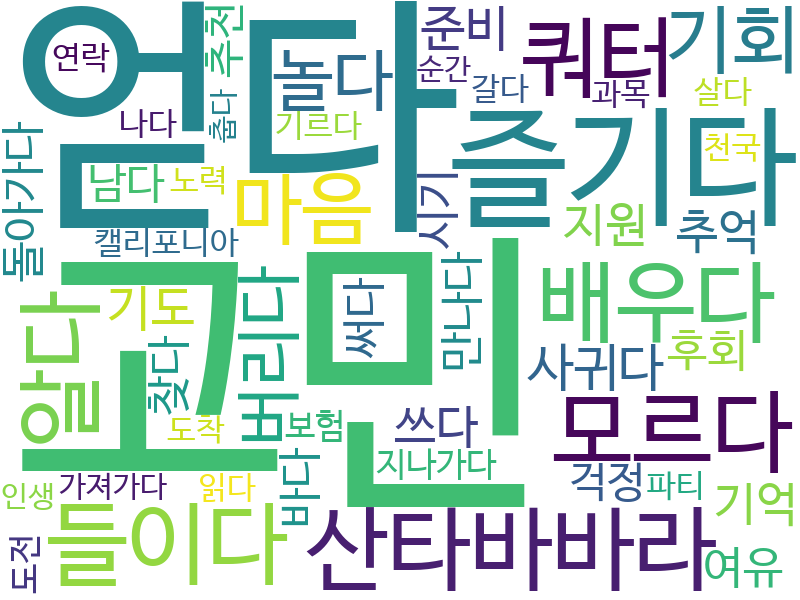 연락
추천
얻다
놀다
준비
순간
쿼터
기회
갈다
과목
살다
나다
춥다
기르다
즐기다
천국
돌아가다
남다
노력
마음
시기
지원
추억
캘리포니아
고민
알다
기도
버리다
써다
만나다
배우다
찾다
사귀다
후회
도착
보험
쓰다
모르다
지나가다
걱정
파티
인생
가져가다
읽다
바다
기억
도전
들이다
산타바바라
여유